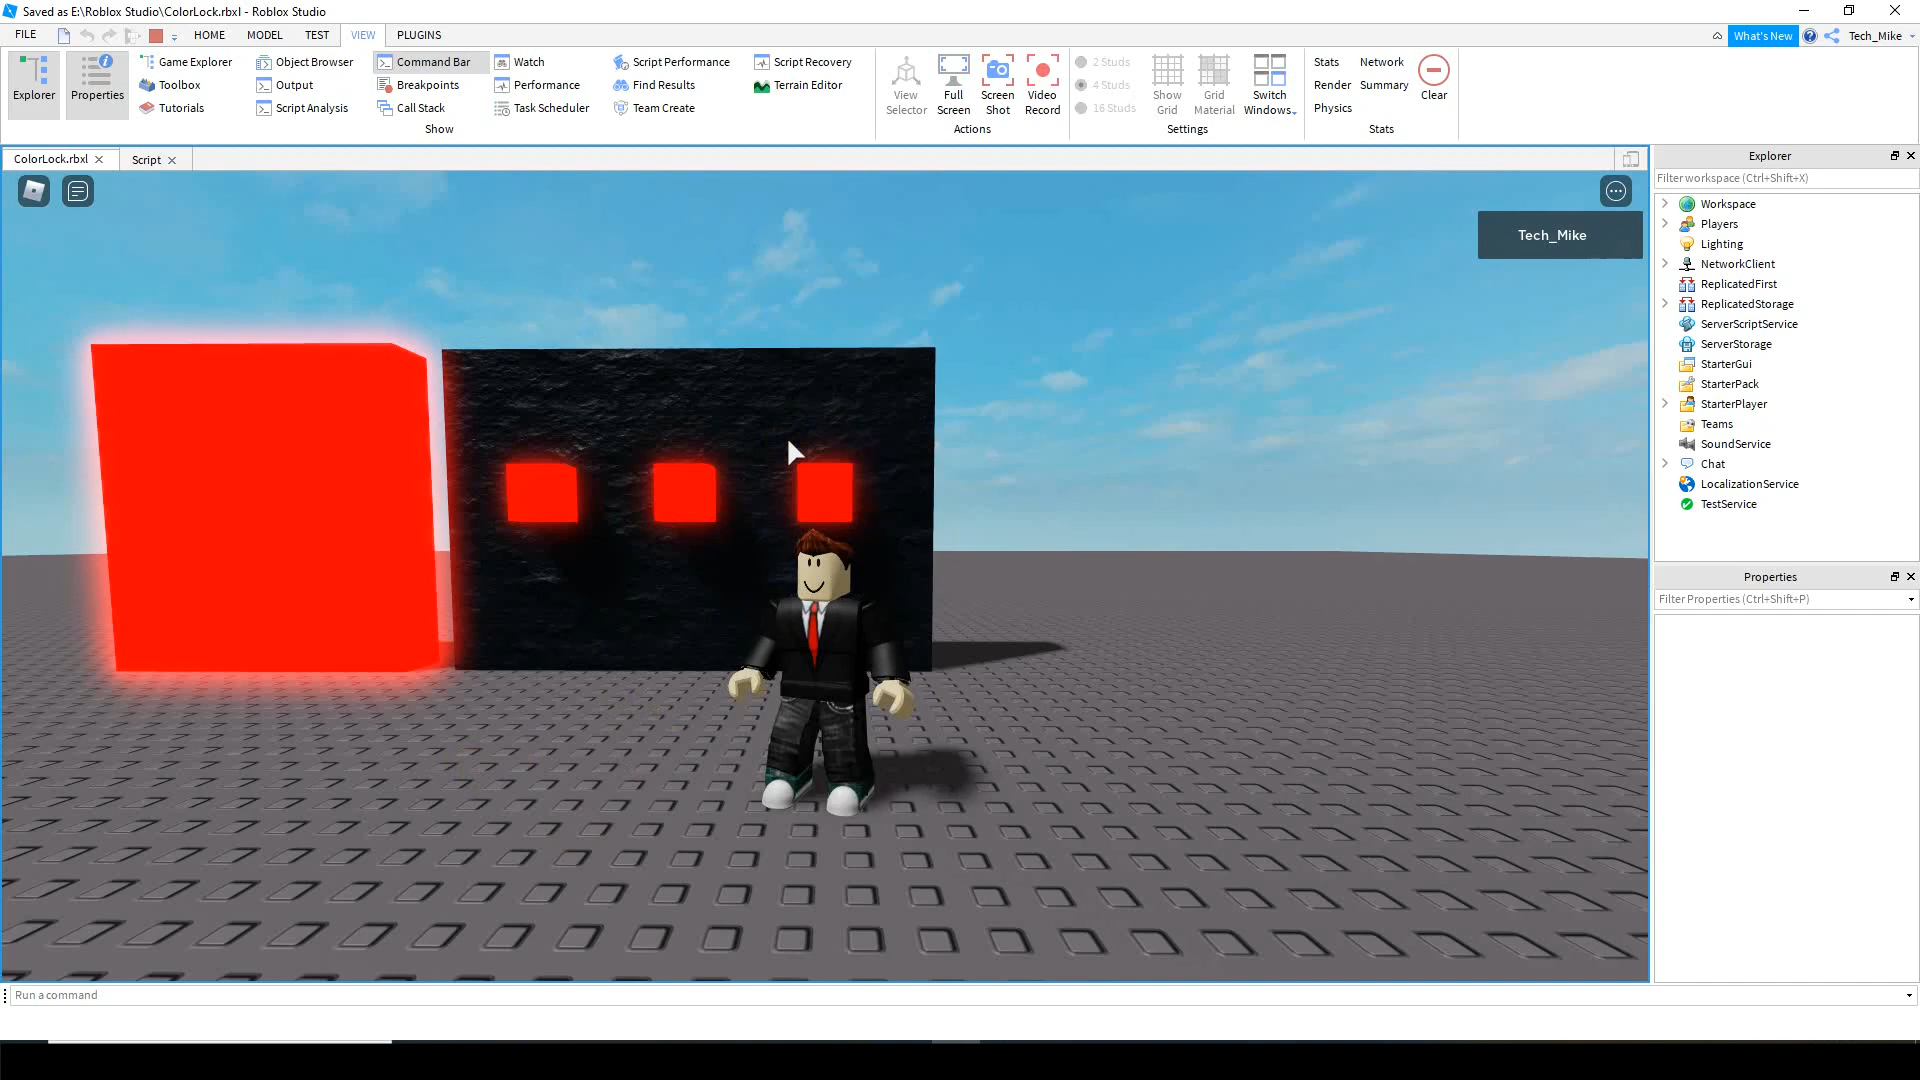 Saved as E:\Roblox Studio\ColorLock.rbxl - Roblox Studio
FILE HOME MODEL TEST VIEW PLUGINS What's New Tech_Mike
Explorer
Properties
Game Explorer
Toolbox
Tutorials
Object Browser
Output
Script Analysis
Command Bar
Breakpoints
Call Stack
Watch
Performance
Task Scheduler
Script Performance
Find Results
Team Create
Script Recovery
Terrain Editor
Show
View
Selector
Full
Screen
Screen
Shot
Video
Record
Actions
2 Studs
4 Studs
16 Studs
Show
Grid
Grid
Material
Switch
Windows
Settings
Stats
Render
Physics
Network
Summary
Clear
Stats
ColorLock.rbxl
Script
Tech_Mike
Explorer
Filter workspace (Ctrl+Shift+X)
Workspace
Players
Lighting
NetworkClient
ReplicatedFirst
ReplicatedStorage
ServerScriptService
ServerStorage
StarterGui
StarterPack
StarterPlayer
Teams
SoundService
Chat
LocalizationService
TestService
Properties
Filter Properties (Ctrl+Shift+P)
Run a command